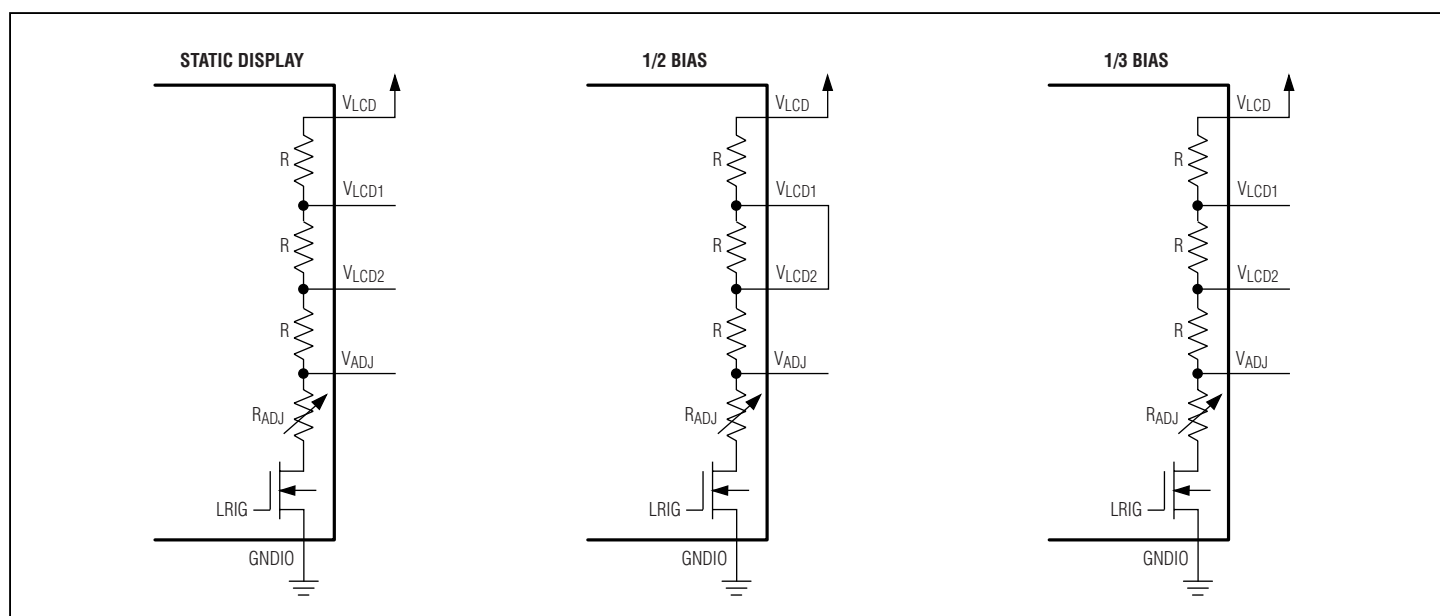 STATIC DISPLAY
VLCD
R
VLCD1
R
VLCD2
R
VADJ
RADJ
LRIG
GNDIO
1/2 BIAS
VLCD
R
VLCD1
R
VLCD2
R
VADJ
RADJ
LRIG
GNDIO
1/3 BIAS
VLCD
R
VLCD1
R
VLCD2
R
VADJ
RADJ
LRIG
GNDIO